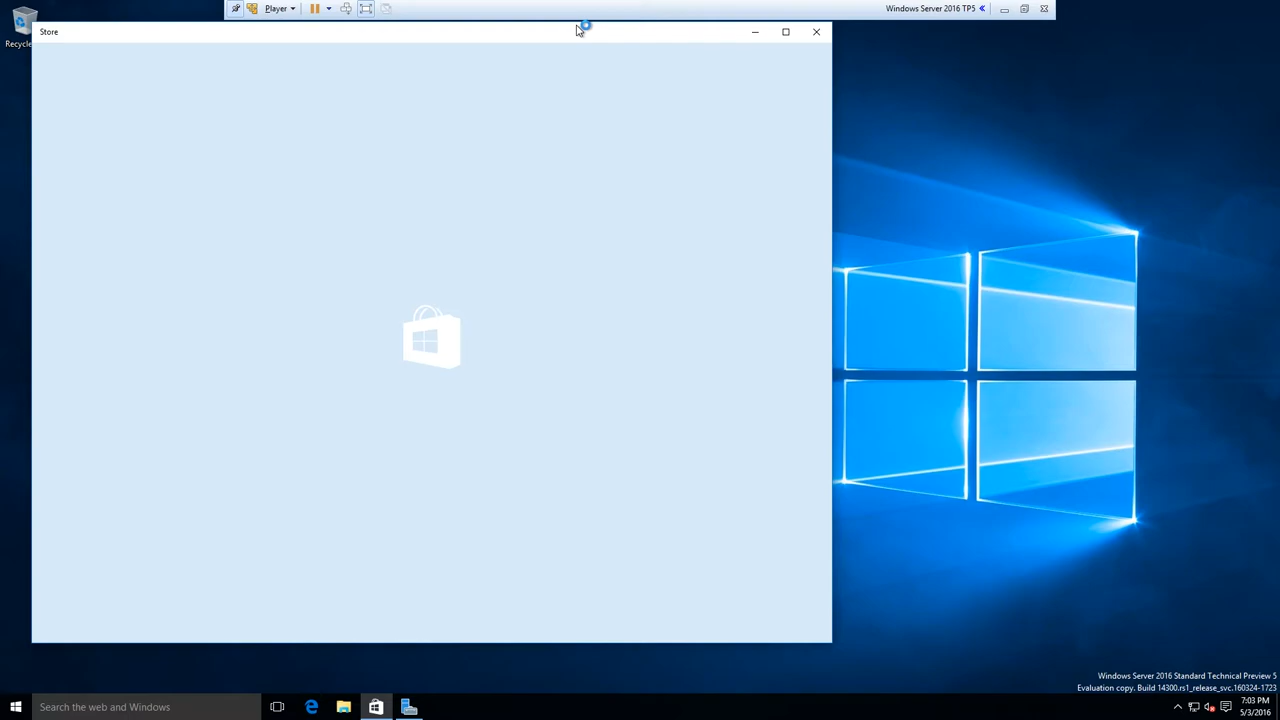 Player
Windows Server 2016 TP5
Store
Recycle
Windows Server 2016 Standard Technical Preview 5
Evaluation copy. Build 14300.rs1_release_svc.160324-1723
Search the web and Windows
7:03 PM
5/3/2016